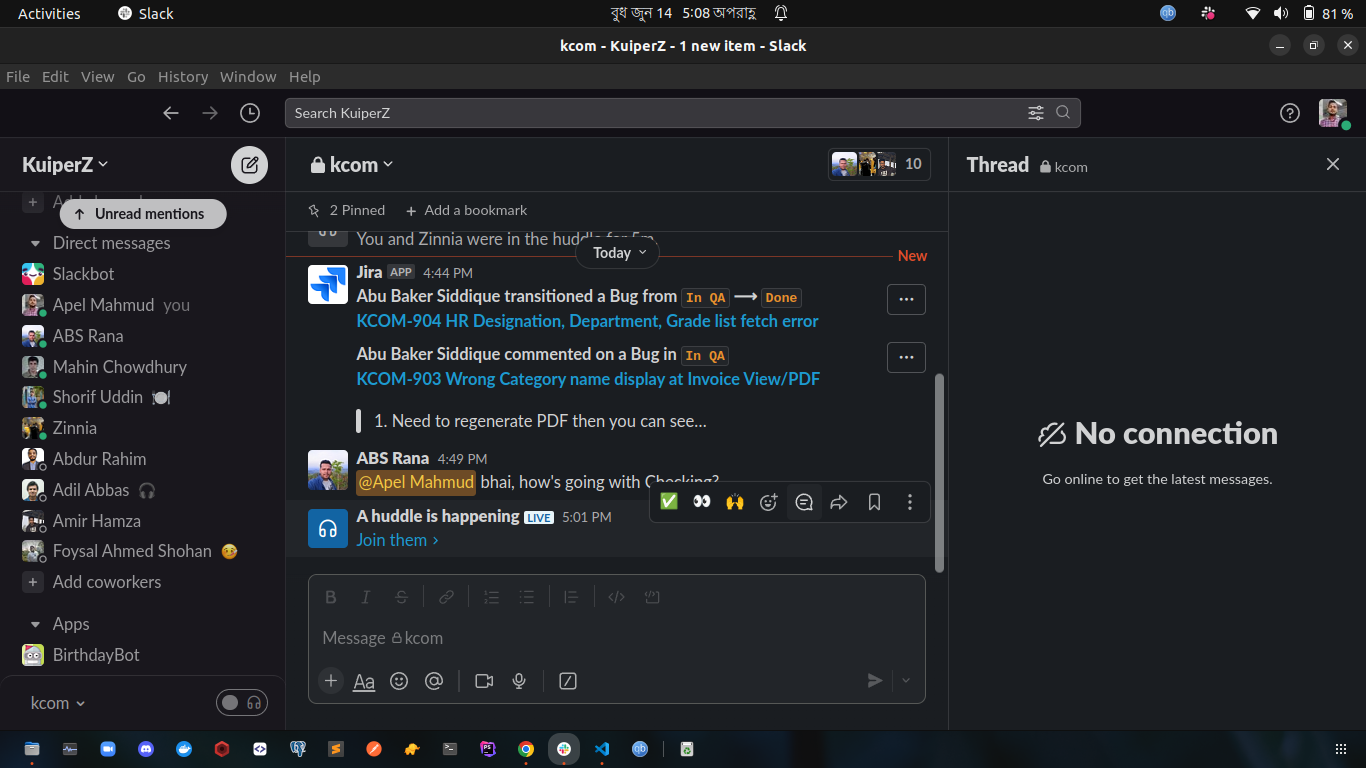 Activities
Slack
বুধ জুন 14 5:08 অপরাহ্ণ
81 %
kcom - KuiperZ - 1 new item - Slack
File Edit View Go History Window Help
Search KuiperZ
KuiperZ
Unread mentions
Direct messages
Slackbot
Apel Mahmud you
ABS Rana
Mahin Chowdhury
Shorif Uddin
Zinnia
Abdur Rahim
Adil Abbas
Amir Hamza
Foysal Ahmed Shohan
Add coworkers
Apps
BirthdayBot
kcom
kcom
10
2 Pinned
Add a bookmark
You and Zinnia were in the huddle for 5m.
Today
New
Jira APP 4:44 PM
Abu Baker Siddique transitioned a Bug from In QA ⟶ Done
KCOM-904 HR Designation, Department, Grade list fetch error
Abu Baker Siddique commented on a Bug in In QA
KCOM-903 Wrong Category name display at Invoice View/PDF
1. Need to regenerate PDF then you can see...
ABS Rana 4:49 PM
@Apel Mahmud bhai, how's going with Checking?
A huddle is happening LIVE 5:01 PM
Join them ›
Message kcom
Aa
Thread kcom
No connection
Go online to get the latest messages.